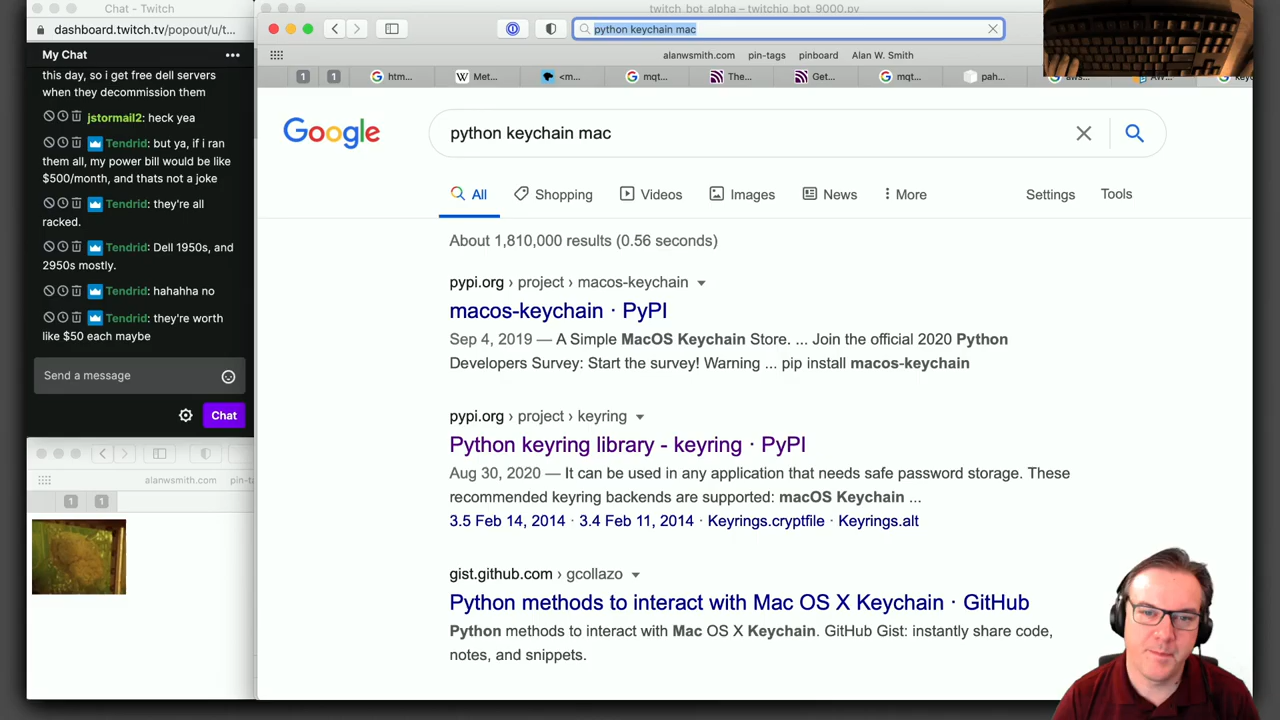 Chat - Twitch
dashboard.twitch.tv/popout/u/t...
My Chat
this day, so i get free dell servers
when they decommission them
jstormail2: heck yea
Tendrid: but ya, if i ran
them all, my power bill would be like
$500/month, and thats not a joke
Tendrid: they're all
racked.
Tendrid: Dell 1950s, and
2950s mostly.
Tendrid: hahahha no
Tendrid: they're worth
like $50 each maybe
Send a message
Chat
alanwsmith.com pin-ta
1 1
twitch_bot_alpha – twitchio_bot_9000.py
python keychain mac
alanwsmith.com pin-tags pinboard Alan W. Smith
1 1 htm... Met... <m... mqt... The... Get... mqt... pah... aws...
Google
python keychain mac
All Shopping Videos Images News More Settings Tools
About 1,810,000 results (0.56 seconds)
pypi.org › project › macos-keychain
macos-keychain · PyPI
Sep 4, 2019 — A Simple MacOS Keychain Store. ... Join the official 2020 Python
Developers Survey: Start the survey! Warning ... pip install macos-keychain
pypi.org › project › keyring
Python keyring library - keyring · PyPI
Aug 30, 2020 — It can be used in any application that needs safe password storage. These
recommended keyring backends are supported: macOS Keychain ...
3.5 Feb 14, 2014 · 3.4 Feb 11, 2014 · Keyrings.cryptfile · Keyrings.alt
gist.github.com › gcollazo
Python methods to interact with Mac OS X Keychain · GitHub
Python methods to interact with Mac OS X Keychain. GitHub Gist: instantly share code,
notes, and snippets.